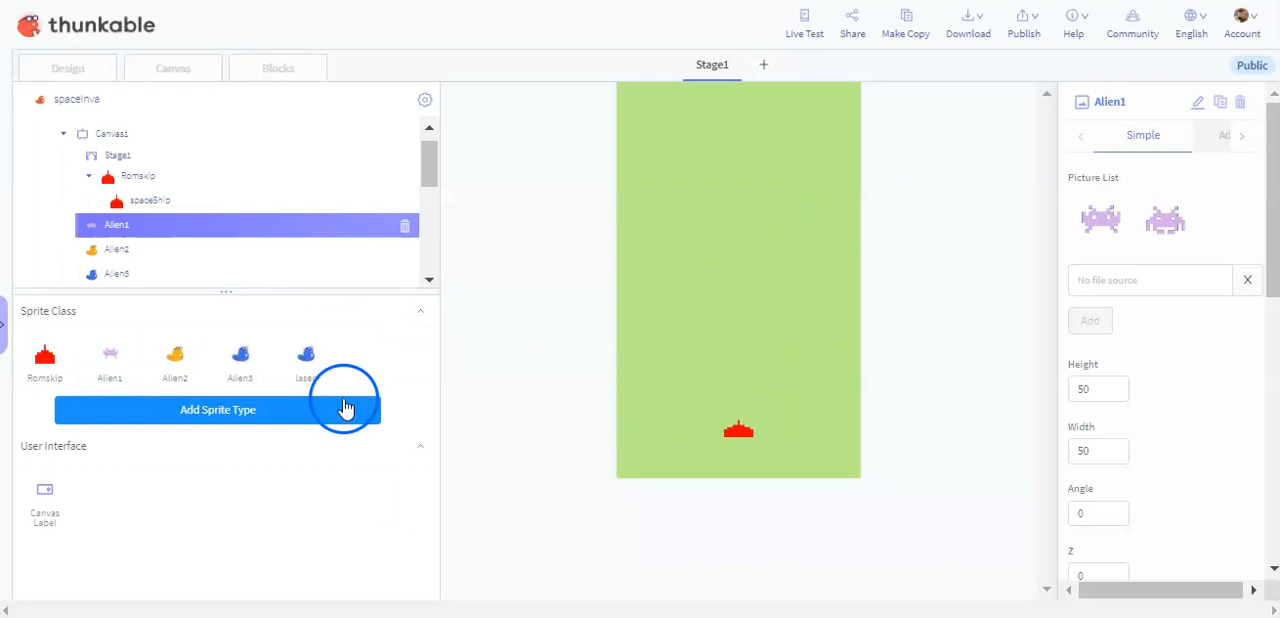 thunkable
Live Test
Share
Make Copy
Download
Publish
Help
Community
English
Account
Design
Canvas
Blocks
Stage1
+
Public
spaceInva
Canvas1
Stage1
Romskip
spaceShip
Alien1
Alien2
Alien3
Sprite Class
Romskip
Alien1
Alien2
Alien3
laser
Add Sprite Type
User Interface
Canvas
Label
Alien1
Simple
Ad
Picture List
No file source
X
Add
Height
50
Width
50
Angle
0
Z
0